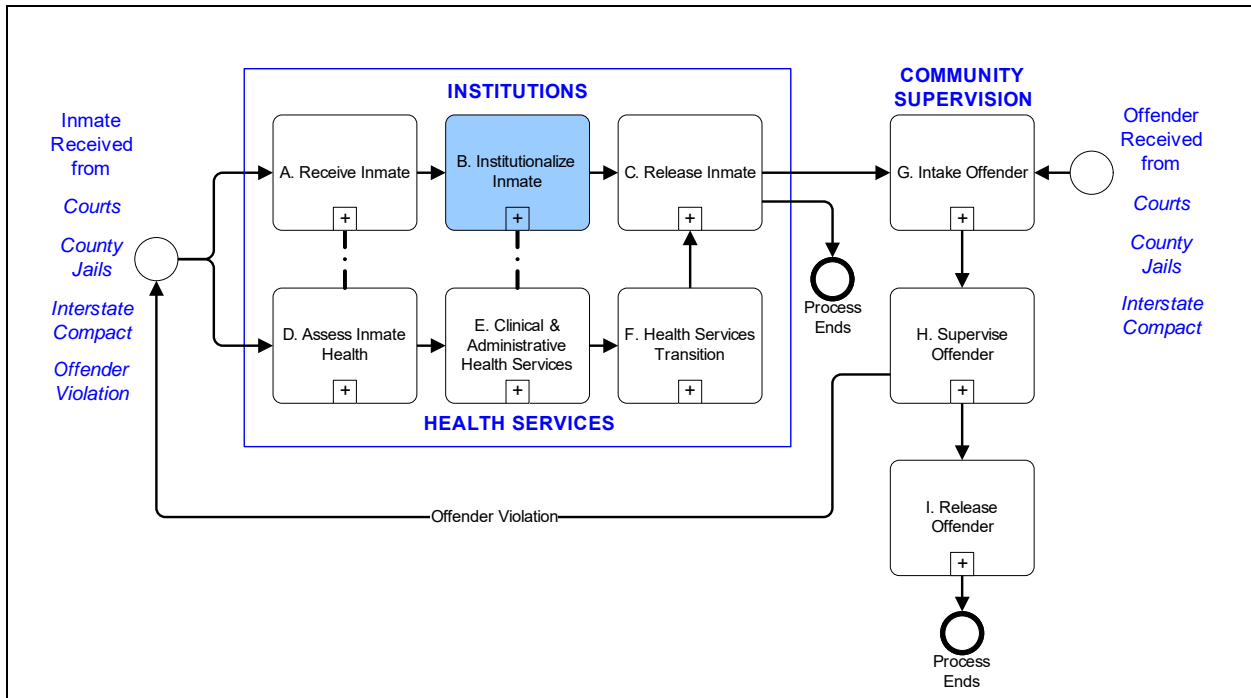 INSTITUTIONS
COMMUNITY
SUPERVISION
Inmate
Received
from
Courts
County
Jails
Interstate
Compact
Offender
Violation
A. Receive Inmate
+
B. Institutionalize
Inmate
+
C. Release Inmate
+
G. Intake Offender
+
Offender
Received
from
Courts
County
Jails
Interstate
Compact
Process
Ends
D. Assess Inmate
Health
+
E. Clinical &
Administrative
Health Services
+
F. Health Services
Transition
+
H. Supervise
Offender
+
HEALTH SERVICES
Offender Violation
I. Release
Offender
+
Process
Ends